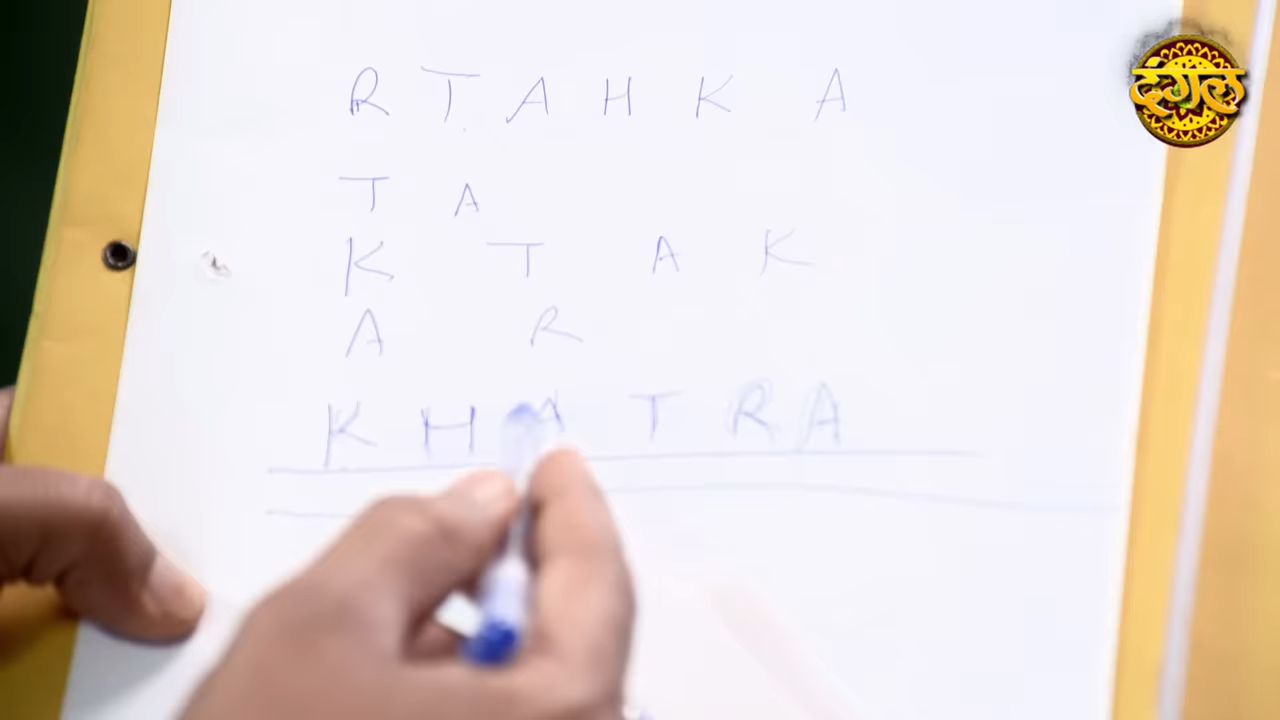 दंगल
R T A H K A
T A
K T A K
A R
K H A T R A